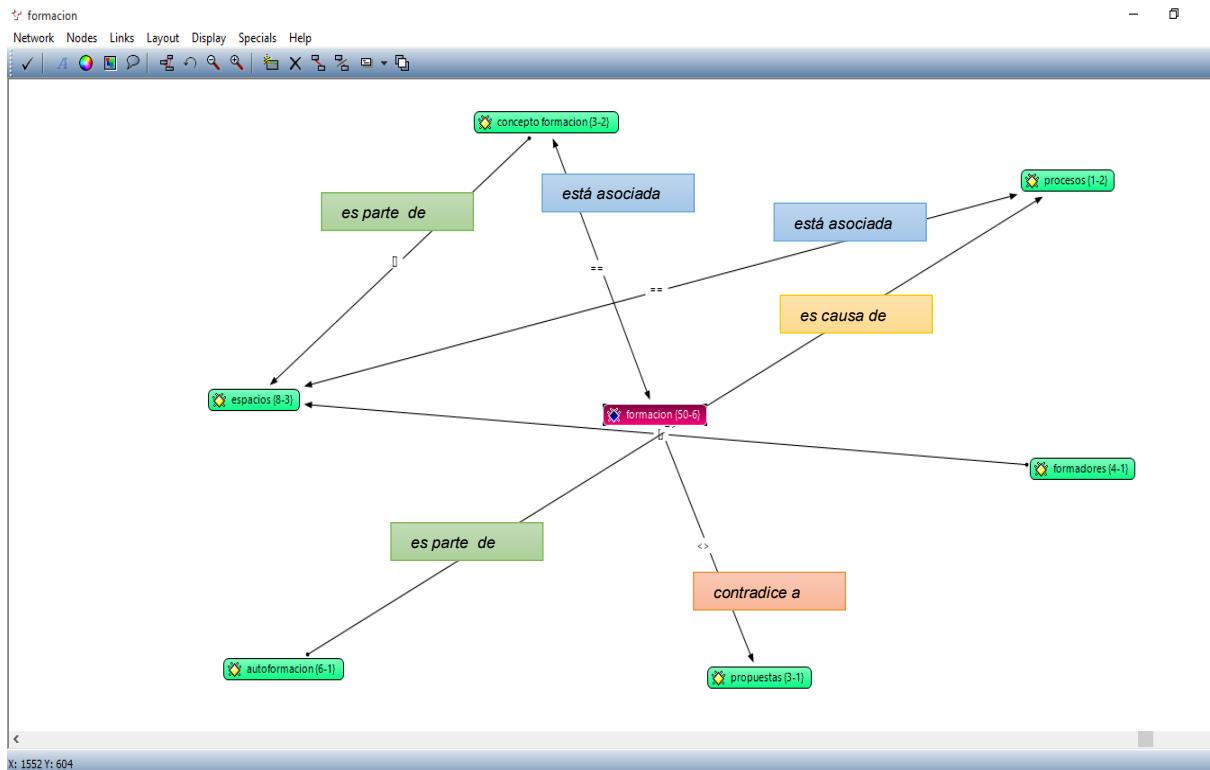 formacion
Network Nodes Links Layout Display Specials Help
concepto formacion {3-2}
procesos {1-2}
está asociada
es parte de
está asociada
[]
==
==
es causa de
espacios {8-3}
formacion {50-6}
=>
[]
formadores {4-1}
es parte de
<>
contradice a
autoformacion {6-1}
propuestas {3-1}
X: 1552 Y: 604